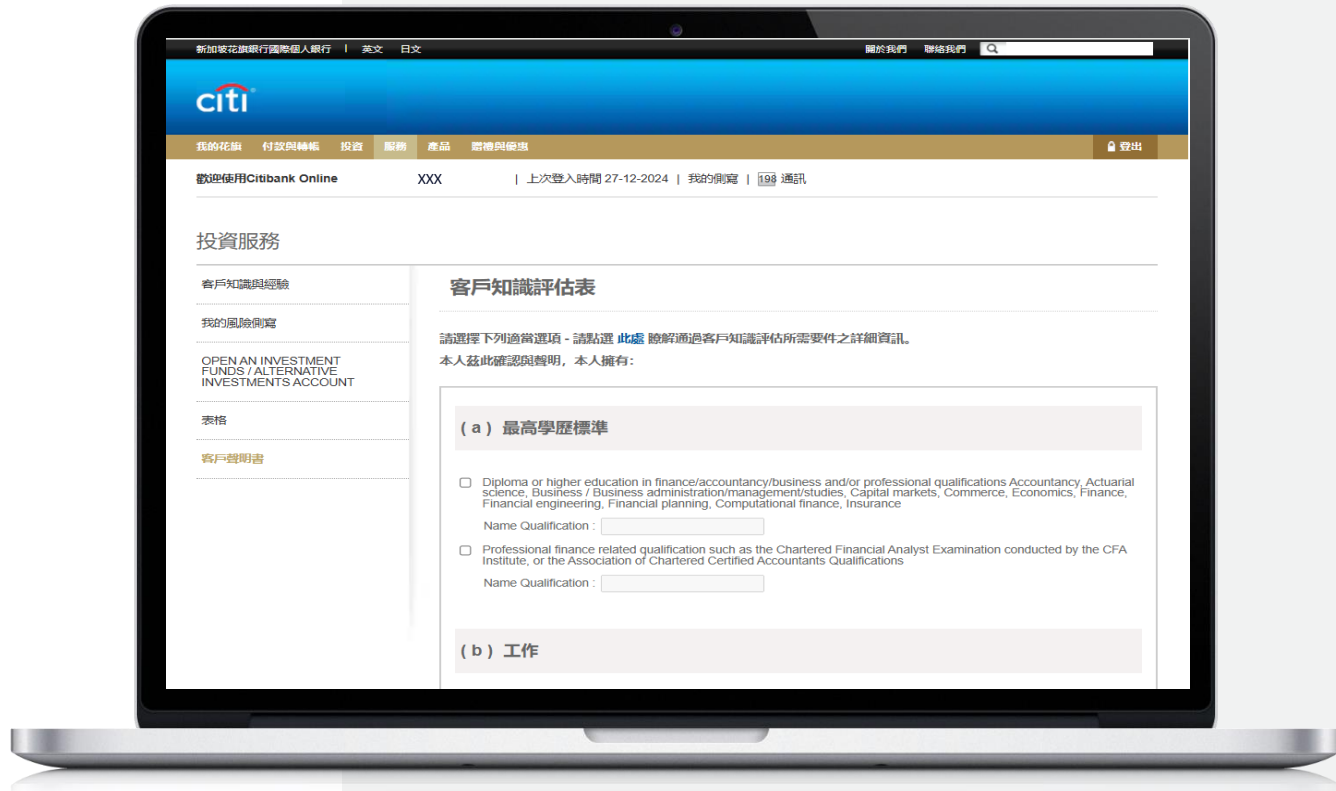 新加坡花旗銀行國際個人銀行 | 英文 日文 關於我們 聯絡我們
citi
我的花旗 付款與轉帳 投資 服務 產品 贈禮與優惠 登出
歡迎使用Citibank Online XXX | 上次登入時間 27-12-2024 | 我的側寫 | 198 通訊
投資服務
客戶知識與經驗
我的風險側寫
OPEN AN INVESTMENT
FUNDS / ALTERNATIVE
INVESTMENTS ACCOUNT
表格
客戶聲明書
客戶知識評估表
請選擇下列適當選項 - 請點選 此處 瞭解通過客戶知識評估所需要件之詳細資訊。
本人茲此確認與聲明，本人擁有：
( a ) 最高學歷標準
Diploma or higher education in finance/accountancy/business and/or professional qualifications Accountancy, Actuarial
science, Business / Business administration/management/studies, Capital markets, Commerce, Economics, Finance,
Financial engineering, Financial planning, Computational finance, Insurance
Name Qualification :
Professional finance related qualification such as the Chartered Financial Analyst Examination conducted by the CFA
Institute, or the Association of Chartered Certified Accountants Qualifications
Name Qualification :
( b ) 工作